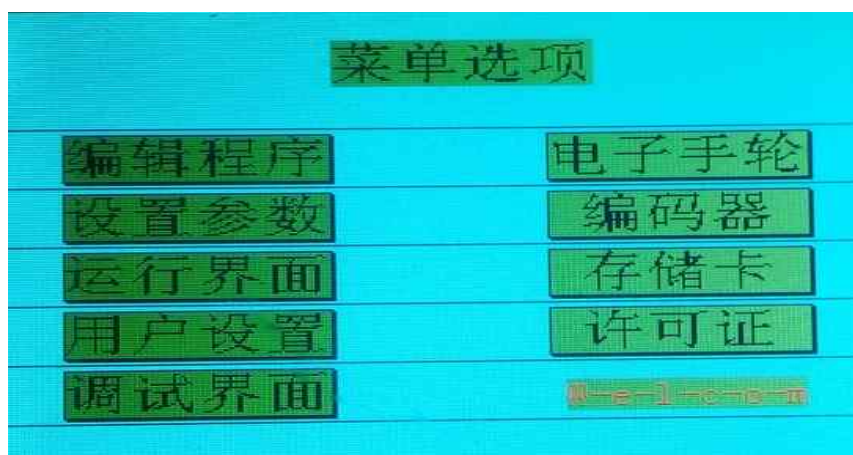 菜单选项
编辑程序 电子手轮
设置参数 编码器
运行界面 存储卡
用户设置 许可证
调试界面 W-e-l-c-o-m